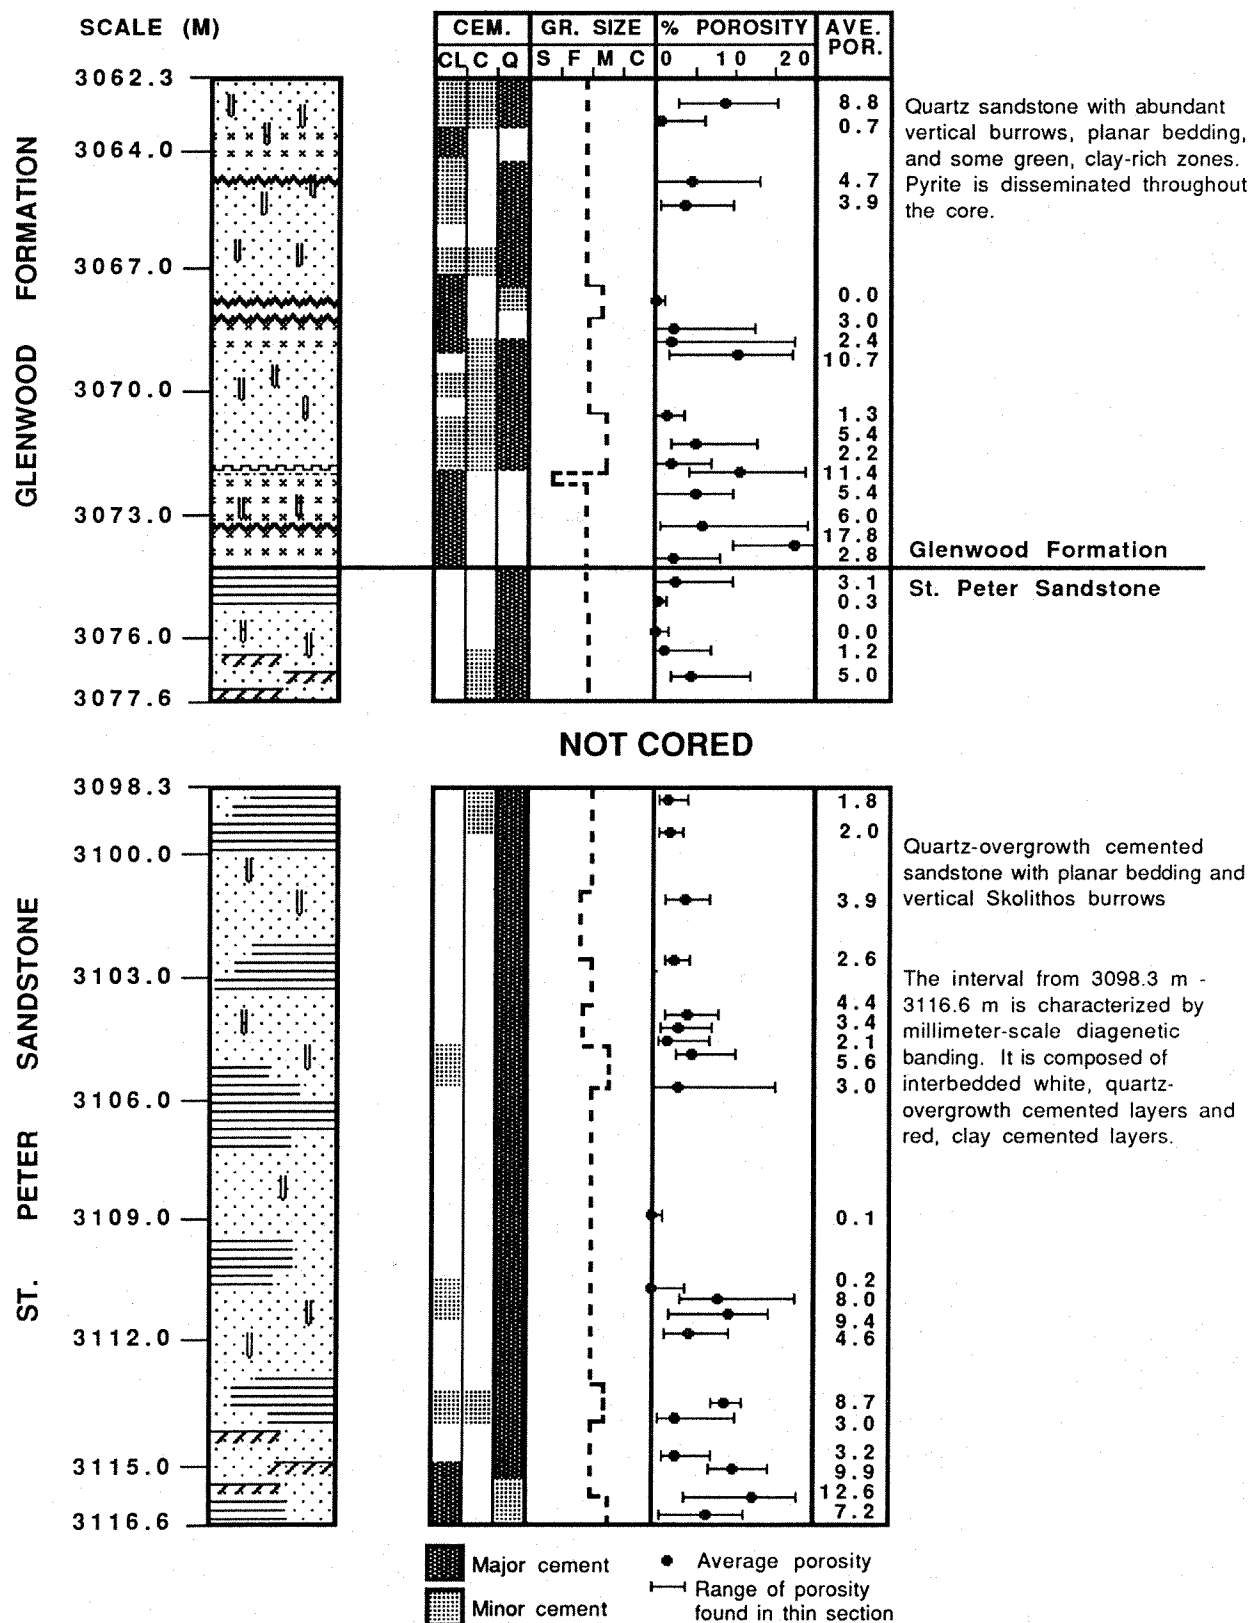 SCALE (M)
CEM.
GR. SIZE
% POROSITY
AVE.
POR.
CL C Q
S F M C
0 10 20
GLENWOOD FORMATION
3062.3
3064.0
3067.0
3070.0
3073.0
3076.0
3077.6
8.8
0.7
4.7
3.9
0.0
3.0
2.4
10.7
1.3
5.4
2.2
11.4
5.4
6.0
17.8
2.8
3.1
0.3
0.0
1.2
5.0
Quartz sandstone with abundant
vertical burrows, planar bedding,
and some green, clay-rich zones.
Pyrite is disseminated throughout
the core.
Glenwood Formation
St. Peter Sandstone
NOT CORED
ST. PETER SANDSTONE
3098.3
3100.0
3103.0
3106.0
3109.0
3112.0
3115.0
3116.6
1.8
2.0
3.9
2.6
4.4
3.4
2.1
5.6
3.0
0.1
0.2
8.0
9.4
4.6
8.7
3.0
3.2
9.9
12.6
7.2
Quartz-overgrowth cemented
sandstone with planar bedding and
vertical Skolithos burrows
The interval from 3098.3 m -
3116.6 m is characterized by
millimeter-scale diagenetic
banding. It is composed of
interbedded white, quartz-
overgrowth cemented layers and
red, clay cemented layers.
Major cement
Minor cement
Average porosity
Range of porosity
found in thin section